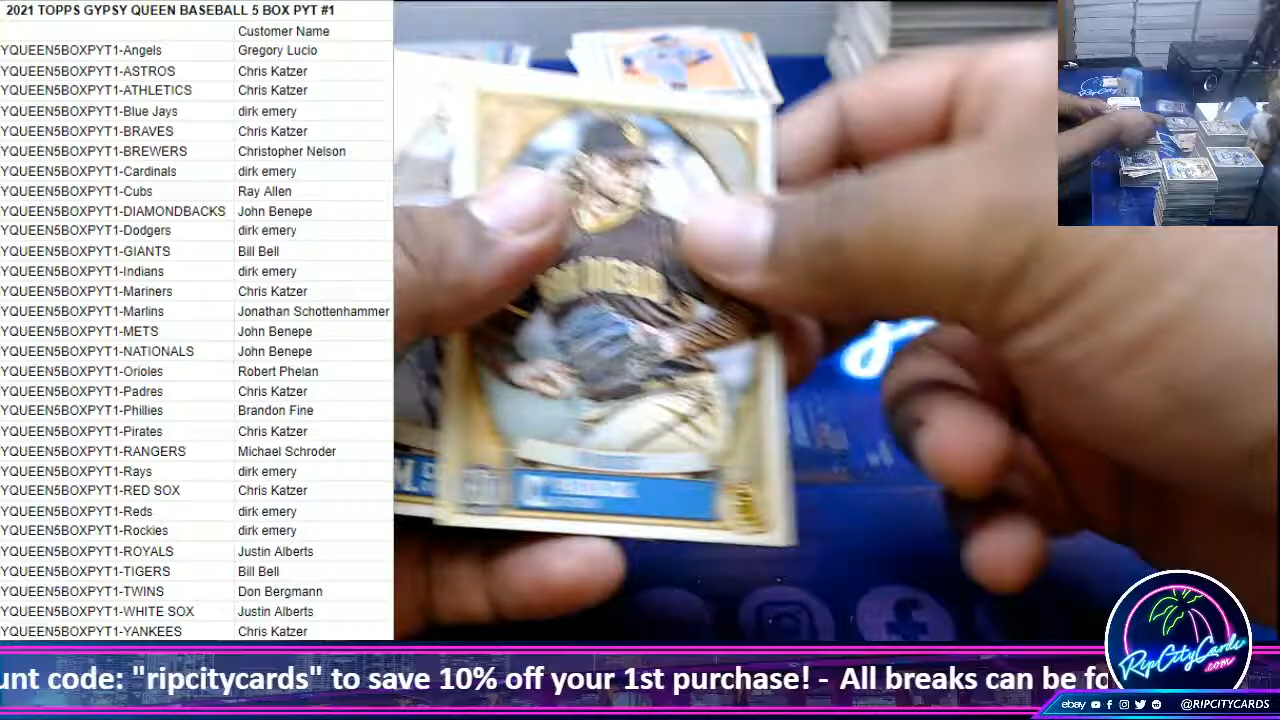 2021 TOPPS GYPSY QUEEN BASEBALL 5 BOX PYT #1
Customer Name
YQUEEN5BOXPYT1-Angels Gregory Lucio
YQUEEN5BOXPYT1-ASTROS Chris Katzer
YQUEEN5BOXPYT1-ATHLETICS Chris Katzer
YQUEEN5BOXPYT1-Blue Jays dirk emery
YQUEEN5BOXPYT1-BRAVES Chris Katzer
YQUEEN5BOXPYT1-BREWERS Christopher Nelson
YQUEEN5BOXPYT1-Cardinals dirk emery
YQUEEN5BOXPYT1-Cubs Ray Allen
YQUEEN5BOXPYT1-DIAMONDBACKS John Benepe
YQUEEN5BOXPYT1-Dodgers dirk emery
YQUEEN5BOXPYT1-GIANTS Bill Bell
YQUEEN5BOXPYT1-Indians dirk emery
YQUEEN5BOXPYT1-Mariners Chris Katzer
YQUEEN5BOXPYT1-Marlins Jonathan Schottenhammer
YQUEEN5BOXPYT1-METS John Benepe
YQUEEN5BOXPYT1-NATIONALS John Benepe
YQUEEN5BOXPYT1-Orioles Robert Phelan
YQUEEN5BOXPYT1-Padres Chris Katzer
YQUEEN5BOXPYT1-Phillies Brandon Fine
YQUEEN5BOXPYT1-Pirates Chris Katzer
YQUEEN5BOXPYT1-RANGERS Michael Schroder
YQUEEN5BOXPYT1-Rays dirk emery
YQUEEN5BOXPYT1-RED SOX Chris Katzer
YQUEEN5BOXPYT1-Reds dirk emery
YQUEEN5BOXPYT1-Rockies dirk emery
YQUEEN5BOXPYT1-ROYALS Justin Alberts
YQUEEN5BOXPYT1-TIGERS Bill Bell
YQUEEN5BOXPYT1-TWINS Don Bergmann
YQUEEN5BOXPYT1-WHITE SOX Justin Alberts
YQUEEN5BOXPYT1-YANKEES Chris Katzer
unt code: "ripcitycards" to save 10% off your 1st purchase! - All breaks can be fo
RipCityCards
.com
ebay @RIPCITYCARDS